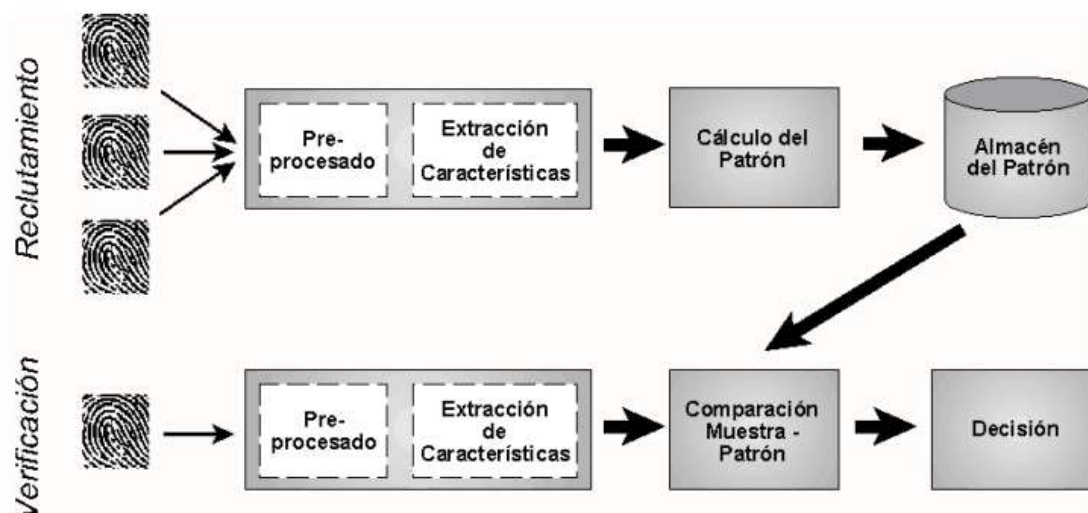 Reclutamiento
Pre-
procesado
Extracción
de
Características
Cálculo del
Patrón
Almacén
del Patrón
Verificación
Pre-
procesado
Extracción
de
Características
Comparación
Muestra -
Patrón
Decisión